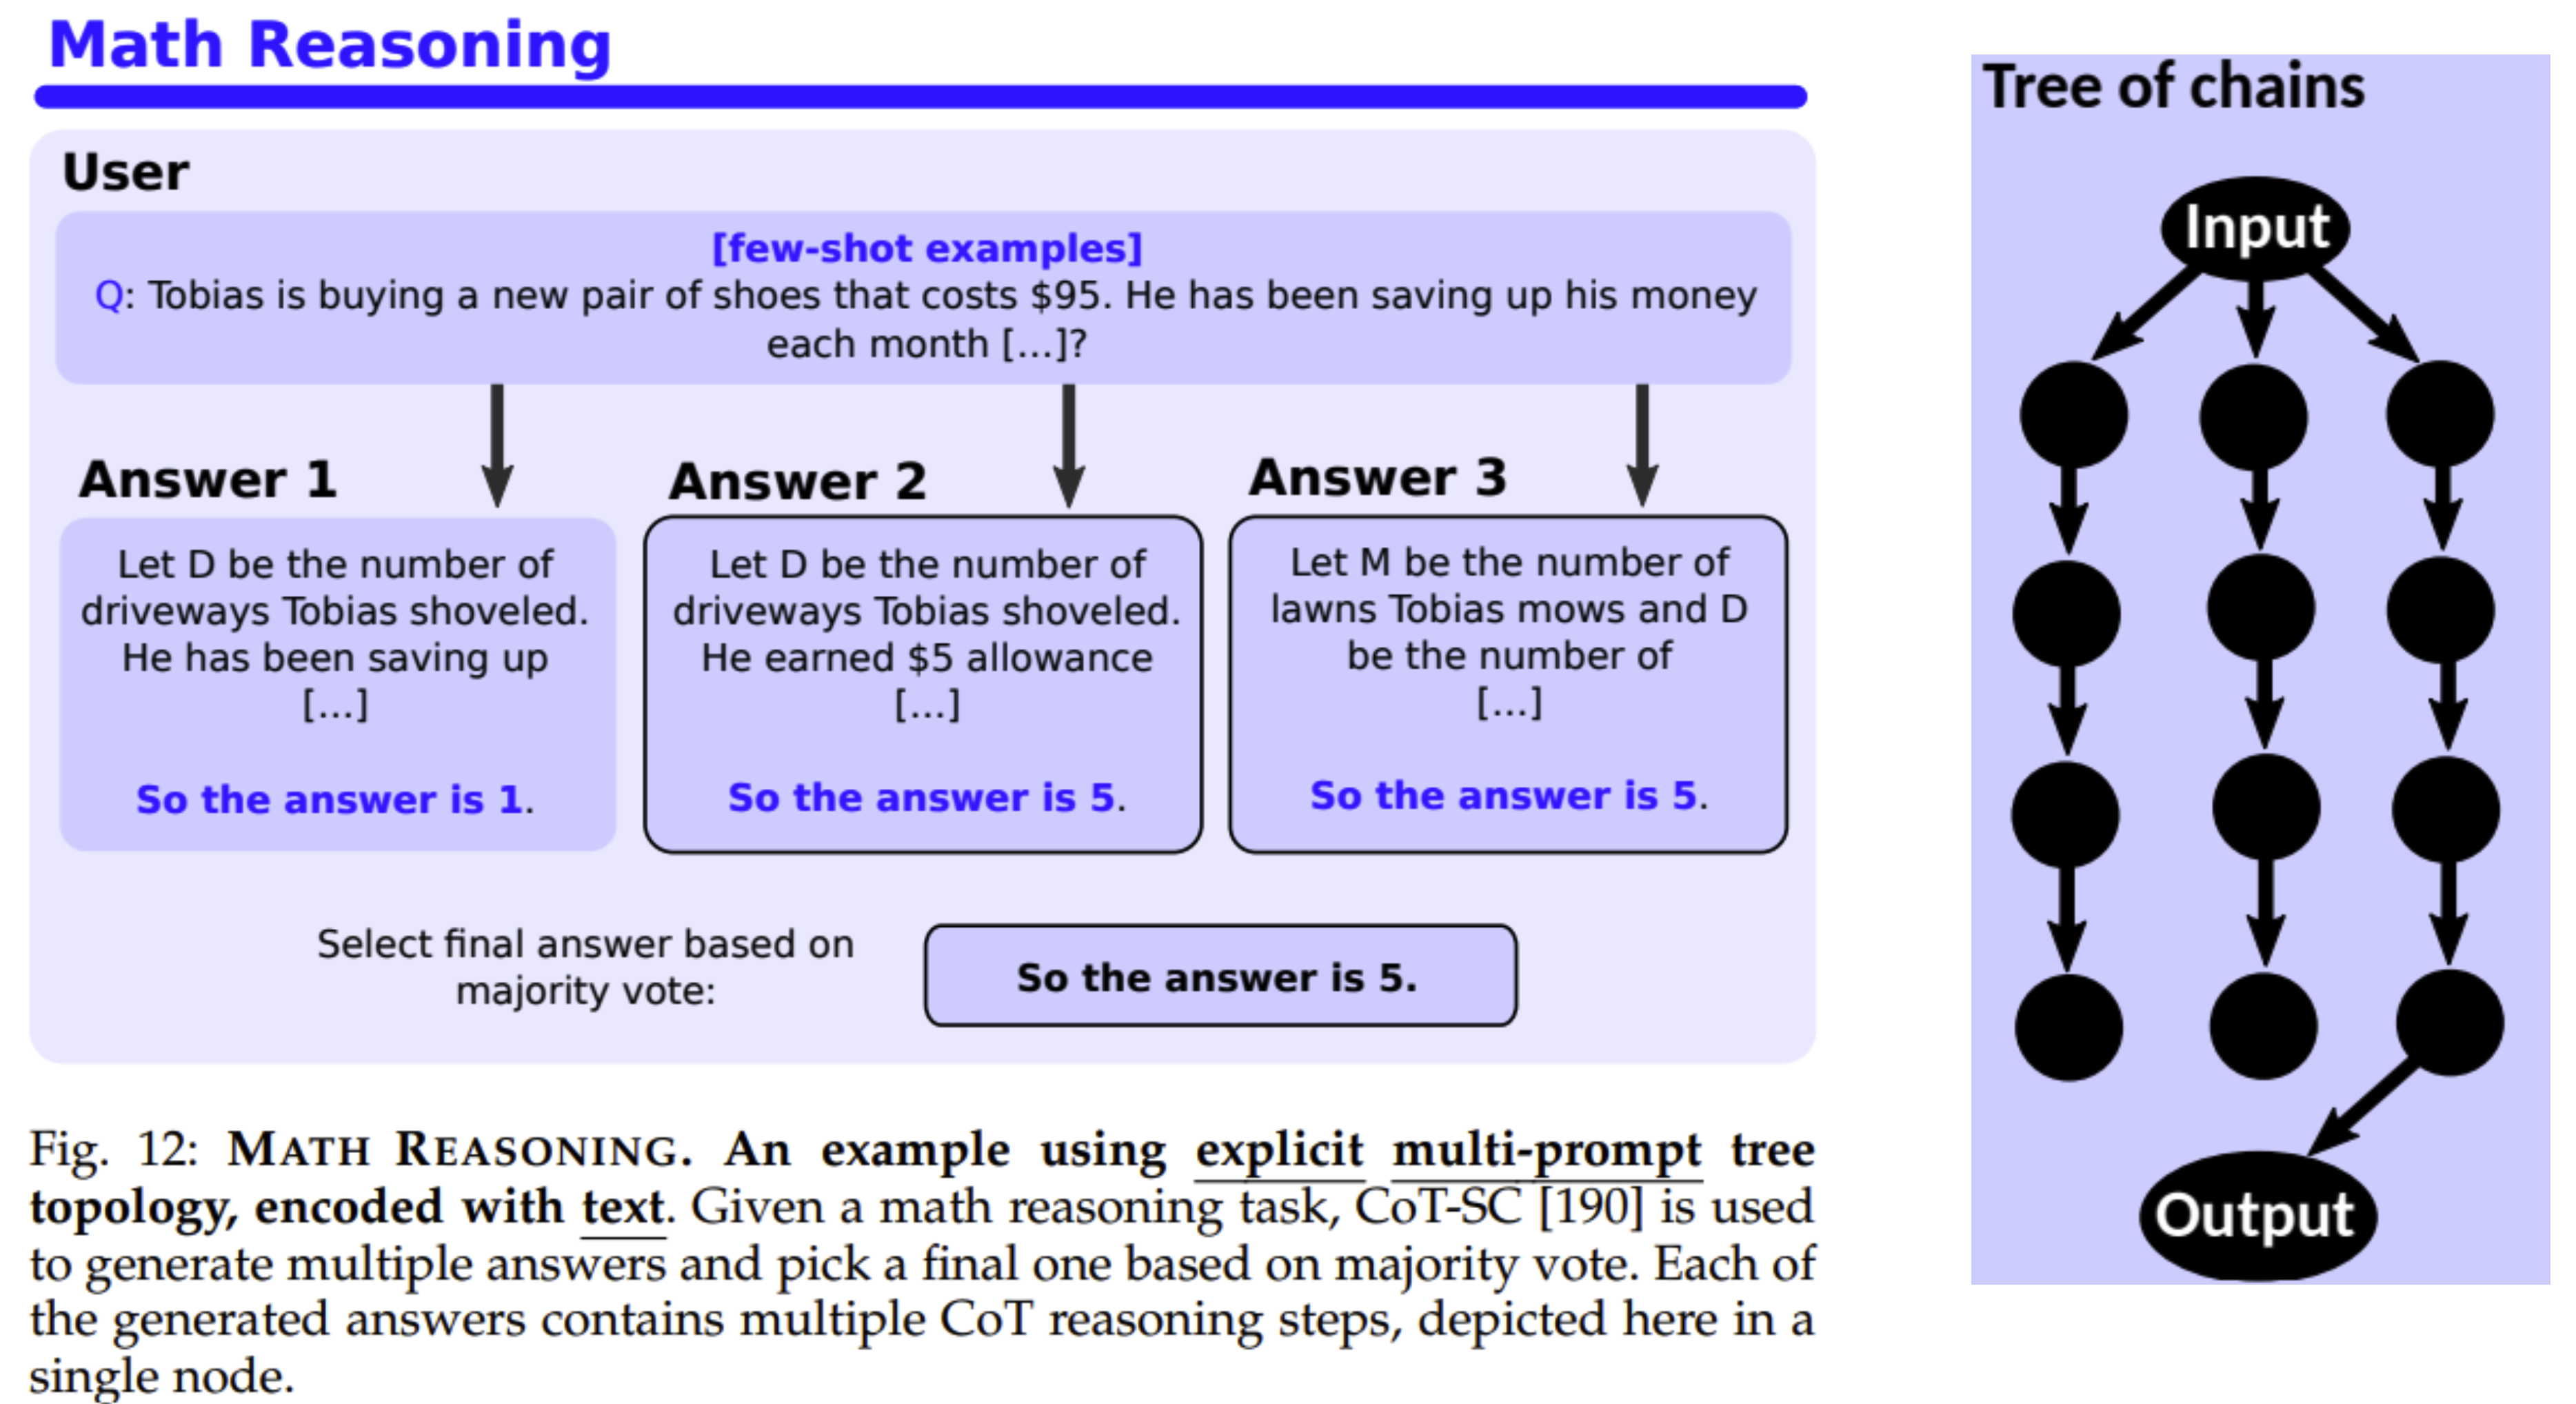 Math Reasoning
User
[few-shot examples]
Q: Tobias is buying a new pair of shoes that costs $95. He has been saving up his money
each month [...]?
Answer 1
Let D be the number of
driveways Tobias shoveled.
He has been saving up
[...]
So the answer is 1.
Answer 2
Let D be the number of
driveways Tobias shoveled.
He earned $5 allowance
[...]
So the answer is 5.
Answer 3
Let M be the number of
lawns Tobias mows and D
be the number of
[...]
So the answer is 5.
Select final answer based on
majority vote:
So the answer is 5.
Fig. 12: MATH REASONING. An example using explicit multi-prompt tree
topology, encoded with text. Given a math reasoning task, CoT-SC [190] is used
to generate multiple answers and pick a final one based on majority vote. Each of
the generated answers contains multiple CoT reasoning steps, depicted here in a
single node.
Tree of chains
Input
Output